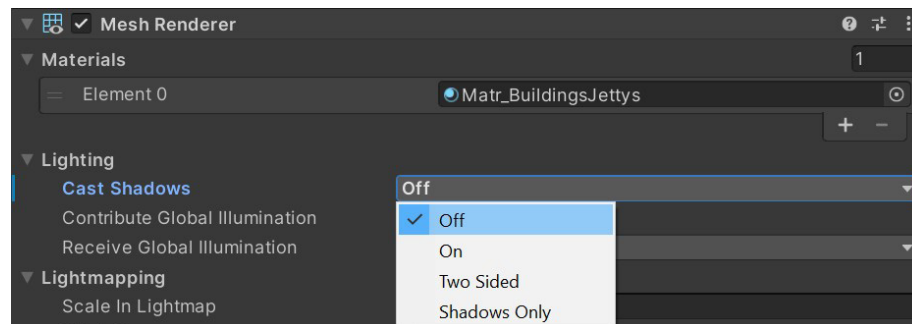 Mesh Renderer
Materials 1
Element 0 Matr_BuildingsJettys
+ −
Lighting
Cast Shadows Off
Contribute Global Illumination Off
Receive Global Illumination On
Lightmapping Two Sided
Scale In Lightmap Shadows Only